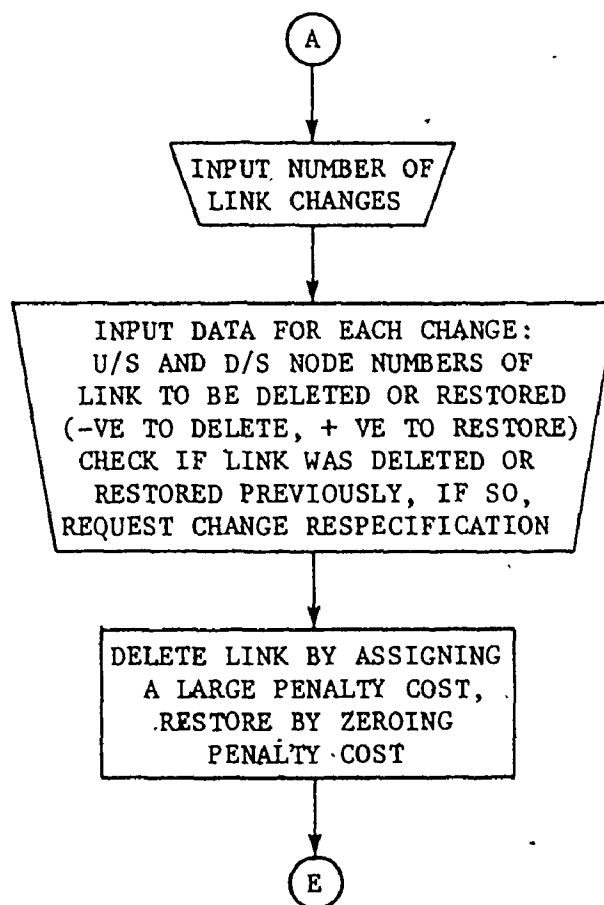 A
INPUT NUMBER OF
LINK CHANGES
INPUT DATA FOR EACH CHANGE:
U/S AND D/S NODE NUMBERS OF
LINK TO BE DELETED OR RESTORED
(-VE TO DELETE, + VE TO RESTORE)
CHECK IF LINK WAS DELETED OR
RESTORED PREVIOUSLY, IF SO,
REQUEST CHANGE RESPECIFICATION
DELETE LINK BY ASSIGNING
A LARGE PENALTY COST,
RESTORE BY ZEROING
PENALTY COST
E